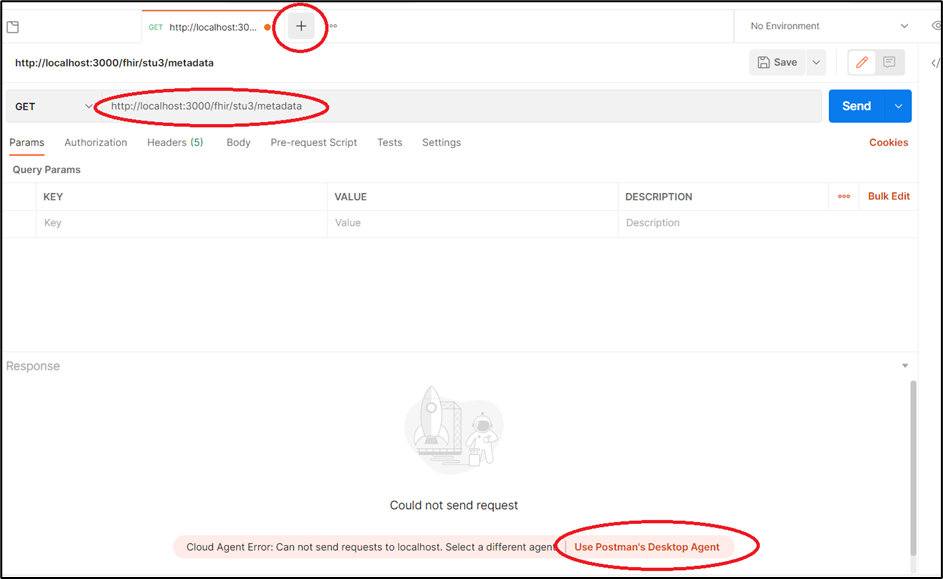 GET http://localhost:30... +
No Environment
http://localhost:3000/fhir/stu3/metadata
Save
GET http://localhost:3000/fhir/stu3/metadata
Send
Params Authorization Headers (5) Body Pre-request Script Tests Settings Cookies
Query Params
KEY VALUE DESCRIPTION Bulk Edit
Key Value Description
Response
Could not send request
Cloud Agent Error: Can not send requests to localhost. Select a different agent Use Postman's Desktop Agent